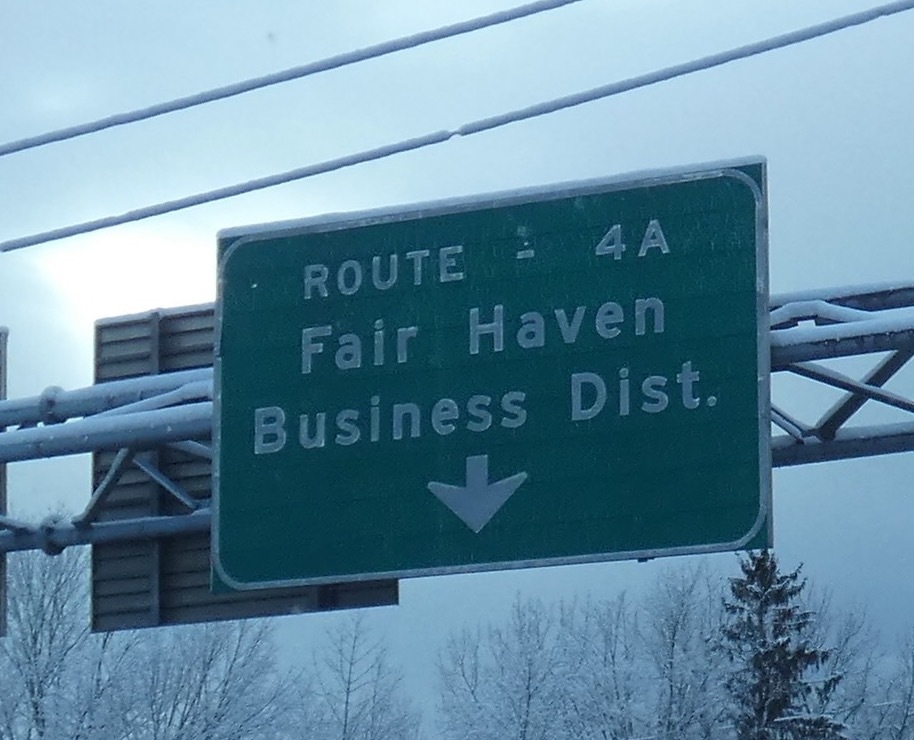 ROUTE - 4A
Fair Haven
Business Dist.